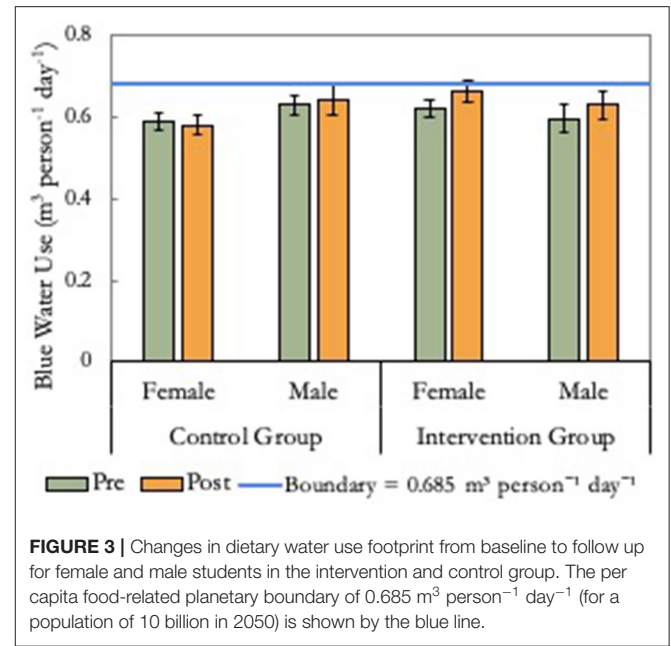 0.8
0.6
0.4
0.2
0
Blue Water Use (m³ person⁻¹ day⁻¹)
Female Male Female Male
Control Group Intervention Group
Pre Post Boundary = 0.685 m³ person⁻¹ day⁻¹
FIGURE 3 | Changes in dietary water use footprint from baseline to follow up
for female and male students in the intervention and control group. The per
capita food-related planetary boundary of 0.685 m³ person⁻¹ day⁻¹ (for a
population of 10 billion in 2050) is shown by the blue line.